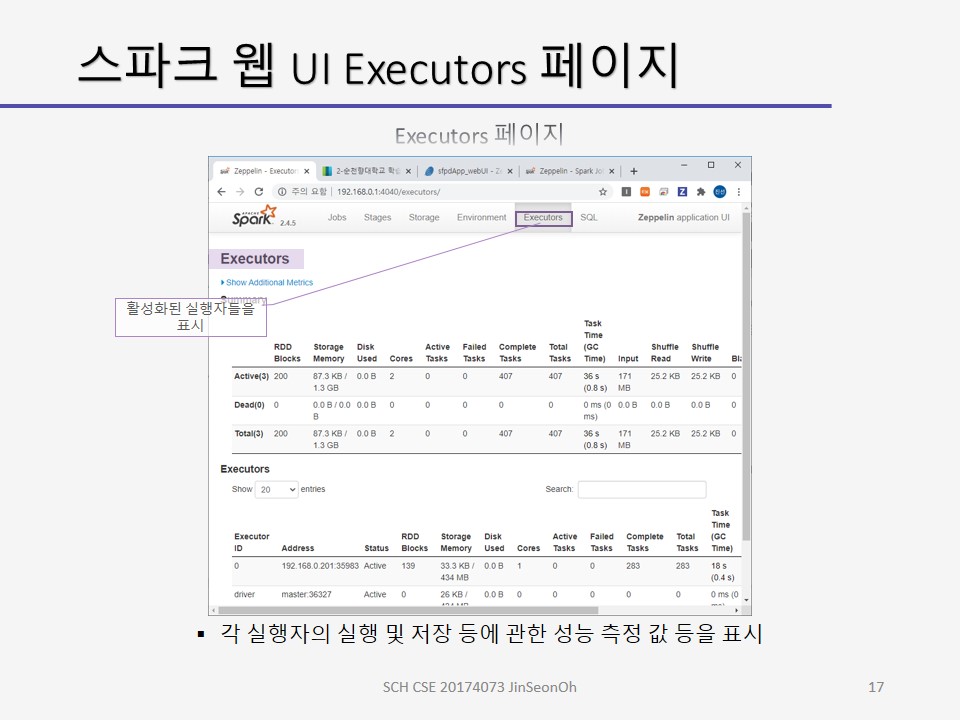 스파크 웹 UI Executors 페이지
Executors 페이지
Zeppelin - Executors
2-순천향대학교 학습
sfpdApp_webUI - Z
Zeppelin - Spark Jo
주의 요함 192.168.0.1:4040/executors/
APACHE Spark 2.4.5 Jobs Stages Storage Environment Executors SQL Zeppelin application UI
Executors
Show Additional Metrics
Summary
활성화된 실행자들을
표시
RDD Blocks Storage Memory Disk Used Cores Active Tasks Failed Tasks Complete Tasks Total Tasks Task Time (GC Time) Input Shuffle Read Shuffle Write
Active(3) 200 87.3 KB / 1.3 GB 0.0 B 2 0 0 407 407 36 s (0.8 s) 171 MB 25.2 KB 25.2 KB 0
Dead(0) 0 0.0 B / 0.0 B 0.0 B 0 0 0 0 0 0 ms (0 ms) 0.0 B 0.0 B 0.0 B 0
Total(3) 200 87.3 KB / 1.3 GB 0.0 B 2 0 0 407 407 36 s (0.8 s) 171 MB 25.2 KB 25.2 KB 0
Executors
Show 20 entries Search:
Executor ID Address Status RDD Blocks Storage Memory Disk Used Cores Active Tasks Failed Tasks Complete Tasks Total Tasks Task Time (GC Time)
0 192.168.0.201:35983 Active 139 33.3 KB / 434 MB 0.0 B 1 0 0 283 283 18 s (0.4 s)
driver master:36327 Active 0 26 KB / 434 MB 0.0 B 0 0 0 0 0 0 ms (0 ms)
▪ 각 실행자의 실행 및 저장 등에 관한 성능 측정 값 등을 표시
SCH CSE 20174073 JinSeonOh
17